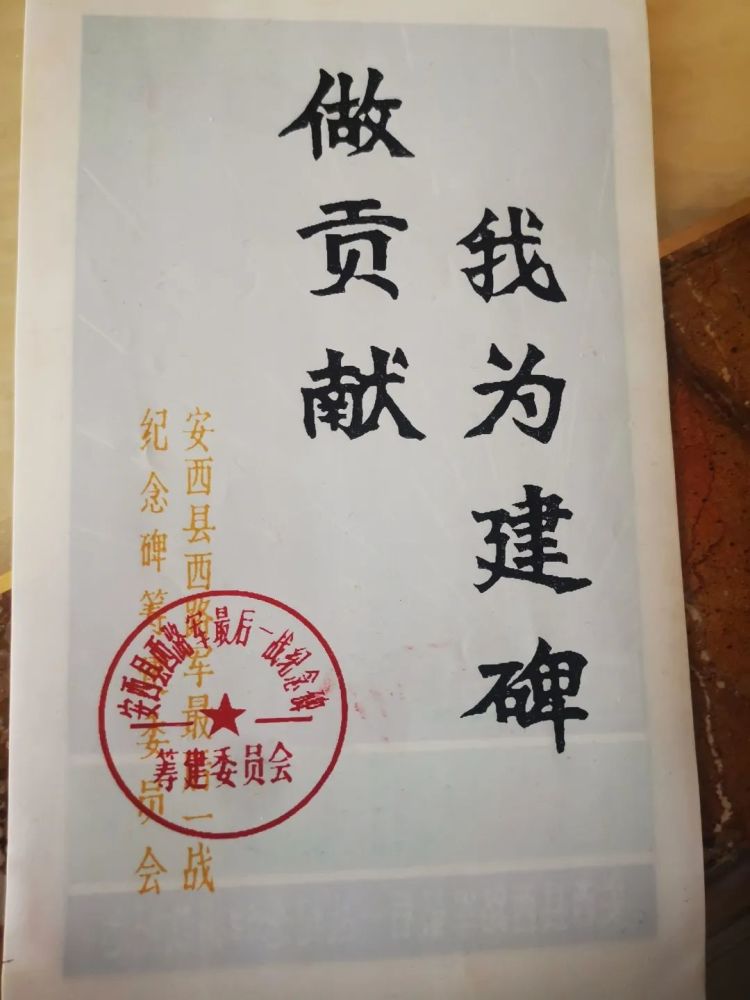 我为建碑
做贡献
安西县西路军最后一战
纪念碑筹建委员会
安西县西路军最后一战纪念碑
筹建委员会